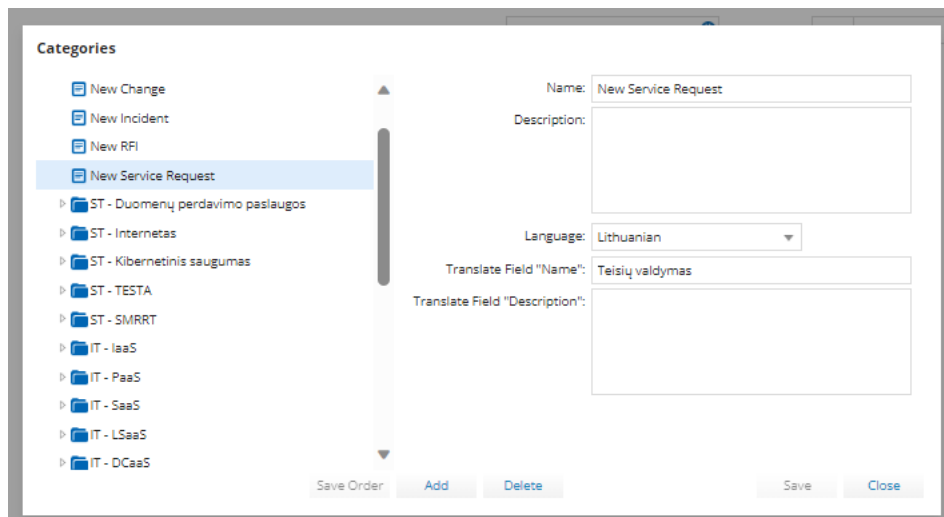 Categories
New Change
New Incident
New RFI
New Service Request
ST - Duomenų perdavimo paslaugos
ST - Internetas
ST - Kibernetinis saugumas
ST - TESTA
ST - SMRRT
IT - IaaS
IT - PaaS
IT - SaaS
IT - LSaaS
IT - DCaaS
Name: New Service Request
Description:
Language: Lithuanian
Translate Field "Name": Teisių valdymas
Translate Field "Description":
Save Order Add Delete Save Close